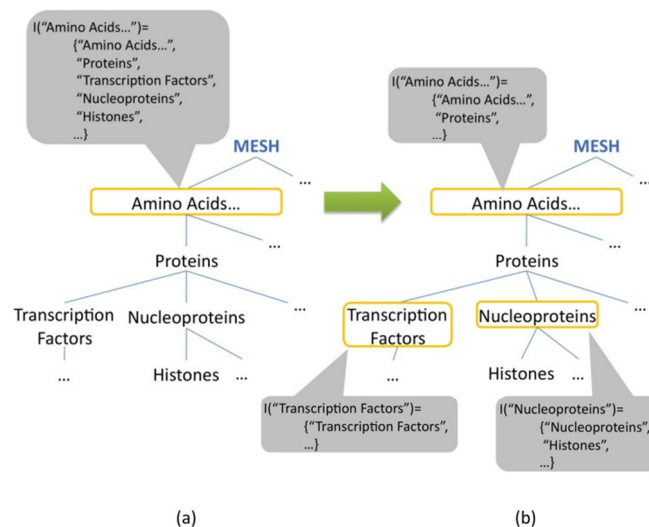 I(“Amino Acids...”)=
{“Amino Acids...”,
“Proteins”,
“Transcription Factors”,
“Nucleoproteins”,
“Histones”,
...}
MESH
...
Amino Acids...
...
Proteins
...
Transcription
Factors
Nucleoproteins
...
Histones
...
(a)
I(“Amino Acids...”)=
{“Amino Acids...”,
“Proteins”,
...}
MESH
...
Amino Acids...
...
Proteins
...
Transcription
Factors
Nucleoproteins
...
Histones
...
I(“Transcription Factors”)=
{“Transcription Factors”,
...}
I(“Nucleoproteins”)=
{“Nucleoproteins”,
“Histones”,
...}
(b)